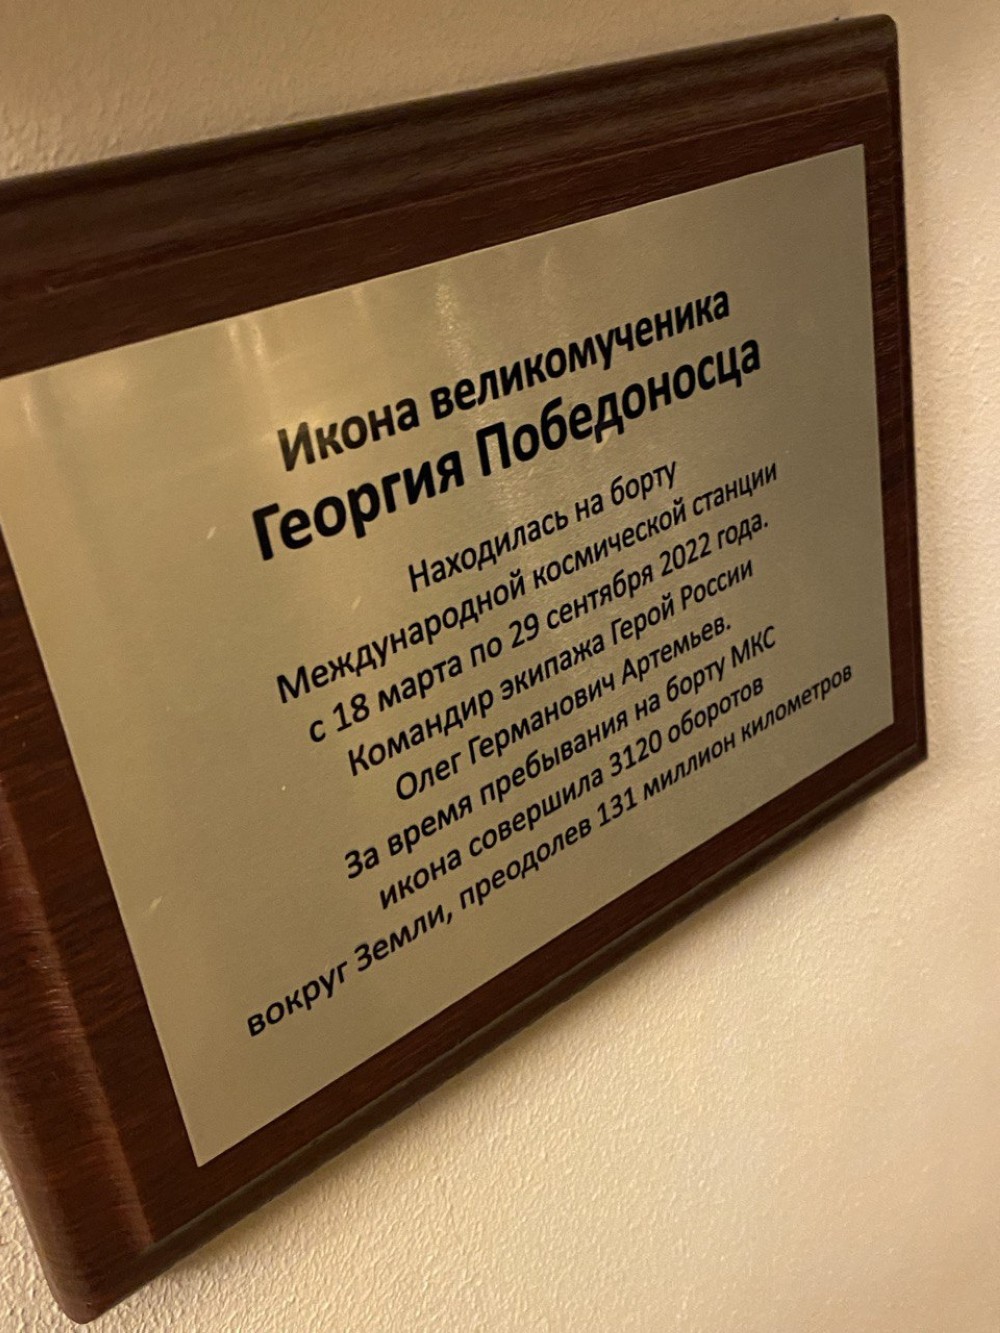 Икона великомученика
Георгия Победоносца
Находилась на борту
Международной космической станции
с 18 марта по 29 сентября 2022 года.
Командир экипажа Герой России
Олег Германович Артемьев.
За время пребывания на борту МКС
икона совершила 3120 оборотов
вокруг Земли, преодолев 131 миллион километров